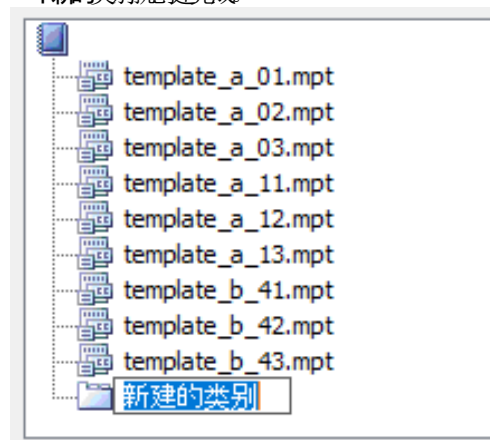 template_a_01.mpt
template_a_02.mpt
template_a_03.mpt
template_a_11.mpt
template_a_12.mpt
template_a_13.mpt
template_b_41.mpt
template_b_42.mpt
template_b_43.mpt
新建的类别